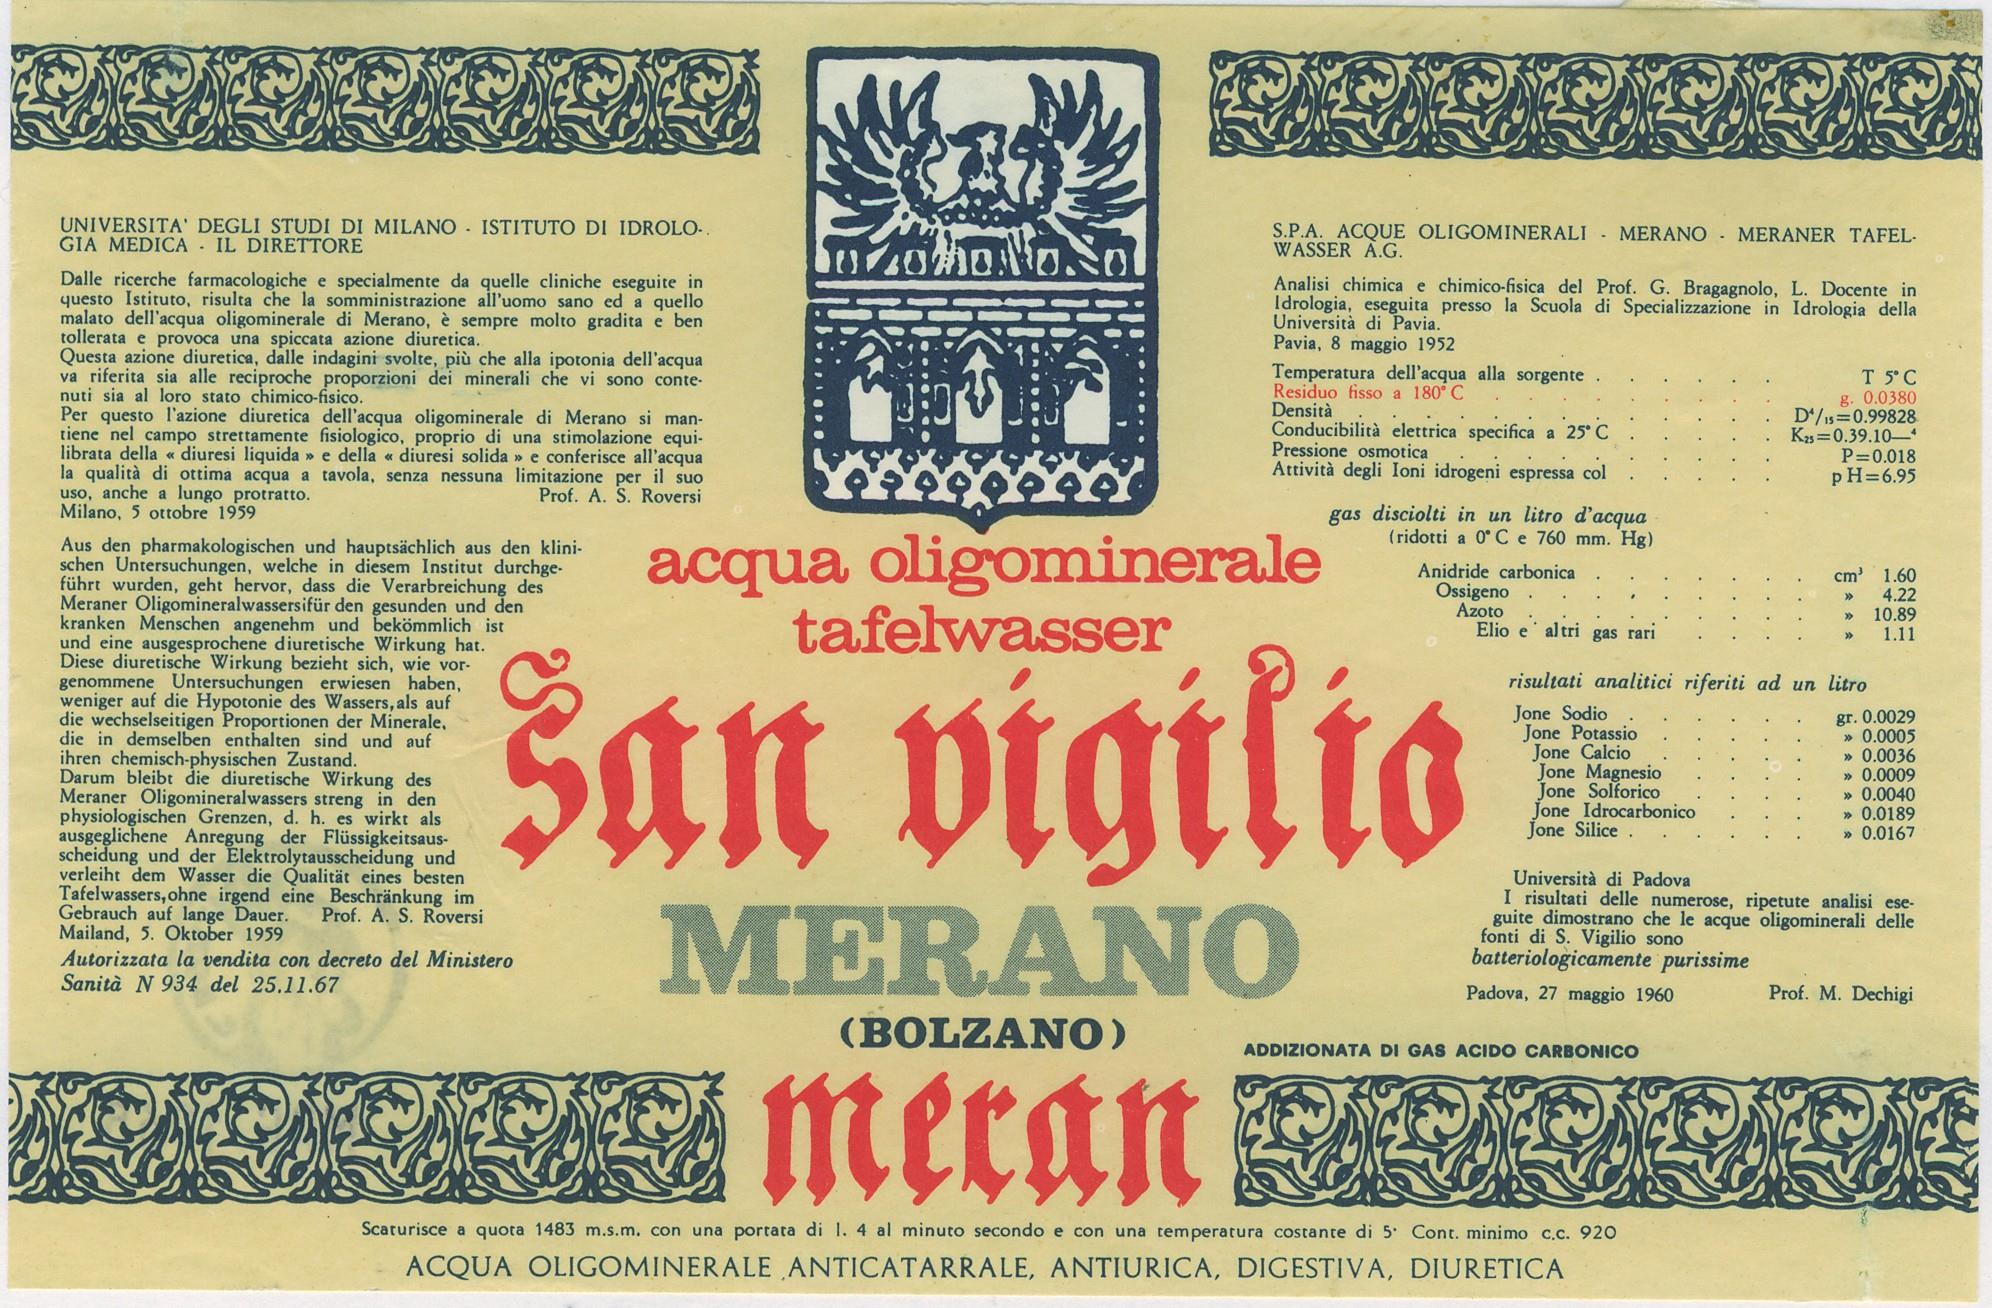 UNIVERSITA' DEGLI STUDI DI MILANO - ISTITUTO DI IDROLO-
GIA MEDICA - IL DIRETTORE
Dalle ricerche farmacologiche e specialmente da quelle cliniche eseguite in
questo Istituto, risulta che la somministrazione all'uomo sano ed a quello
malato dell'acqua oligominerale di Merano, è sempre molto gradita e ben
tollerata e provoca una spiccata azione diuretica.
Questa azione diuretica, dalle indagini svolte, più che alla ipotonia dell'acqua
va riferita sia alle reciproche proporzioni dei minerali che vi sono conte-
nuti sia al loro stato chimico-fisico.
Per questo l'azione diuretica dell'acqua oligominerale di Merano si man-
tiene nel campo strettamente fisiologico, proprio di una stimolazione equi-
librata della « diuresi liquida » e della « diuresi solida » e conferisce all'acqua
la qualità di ottima acqua a tavola, senza nessuna limitazione per il suo
uso, anche a lungo protratto. Prof. A. S. Roversi
Milano, 5 ottobre 1959
Aus den pharmakologischen und hauptsächlich aus den klini-
schen Untersuchungen, welche in diesem Institut durchge-
führt wurden, geht hervor, dass die Verarbreichung des
Meraner Oligomineralwassersifür den gesunden und den
kranken Menschen angenehm und bekömmlich ist
und eine ausgesprochene diuretische Wirkung hat.
Diese diuretische Wirkung bezieht sich, wie vor-
genommene Untersuchungen erwiesen haben,
weniger auf die Hypotonie des Wassers,als auf
die wechselseitigen Proportionen der Minerale,
die in demselben enthalten sind und auf
ihren chemisch-physischen Zustand.
Darum bleibt die diuretische Wirkung des
Meraner Oligomineralwassers streng in den
physiologischen Grenzen, d. h. es wirkt als
ausgeglichene Anregung der Flüssigkeitsaus-
scheidung und der Elektrolytausscheidung und
verleiht dem Wasser die Qualität eines besten
Tafelwassers,ohne irgend eine Beschränkung im
Gebrauch auf lange Dauer. Prof. A. S. Roversi
Mailand, 5. Oktober 1959
Autorizzata la vendita con decreto del Ministero
Sanità N 934 del 25.11.67
acqua oligominerale
tafelwasser
San vigilio
MERANO
(BOLZANO)
meran
S.P.A. ACQUE OLIGOMINERALI - MERANO - MERANER TAFEL-
WASSER A.G.
Analisi chimica e chimico-fisica del Prof. G. Bragagnolo, L. Docente in
Idrologia, eseguita presso la Scuola di Specializzazione in Idrologia della
Università di Pavia.
Pavia, 8 maggio 1952
Temperatura dell'acqua alla sorgente . . . . . . T 5° C
Residuo fisso a 180° C . . . . . . . . g. 0.0380
Densità . . . . . . . . . . . D⁴/₁₅=0.99828
Conducibilità elettrica specifica a 25° C . . . . . K₂₅=0.39.10—⁴
Pressione osmotica . . . . . . . . . P=0.018
Attività degli Ioni idrogeni espressa col . . . . . p H=6.95
gas disciolti in un litro d'acqua
(ridotti a 0° C e 760 mm. Hg)
Anidride carbonica . . . . . . . cm³ 1.60
Ossigeno . . . . . . . . . » 4.22
Azoto . . . . . . . . . » 10.89
Elio e altri gas rari . . . . » 1.11
risultati analitici riferiti ad un litro
Jone Sodio . . . . . . gr. 0.0029
Jone Potassio . . . . . » 0.0005
Jone Calcio . . . . . » 0.0036
Jone Magnesio . . . . » 0.0009
Jone Solforico . . . . » 0.0040
Jone Idrocarbonico . . . » 0.0189
Jone Silice . . . . . . » 0.0167
Università di Padova
I risultati delle numerose, ripetute analisi ese-
guite dimostrano che le acque oligominerali delle
fonti di S. Vigilio sono
batteriologicamente purissime
Padova, 27 maggio 1960 Prof. M. Dechigi
ADDIZIONATA DI GAS ACIDO CARBONICO
Scaturisce a quota 1483 m.s.m. con una portata di l. 4 al minuto secondo e con una temperatura costante di 5° Cont. minimo c.c. 920
ACQUA OLIGOMINERALE ANTICATARRALE, ANTIURICA, DIGESTIVA, DIURETICA